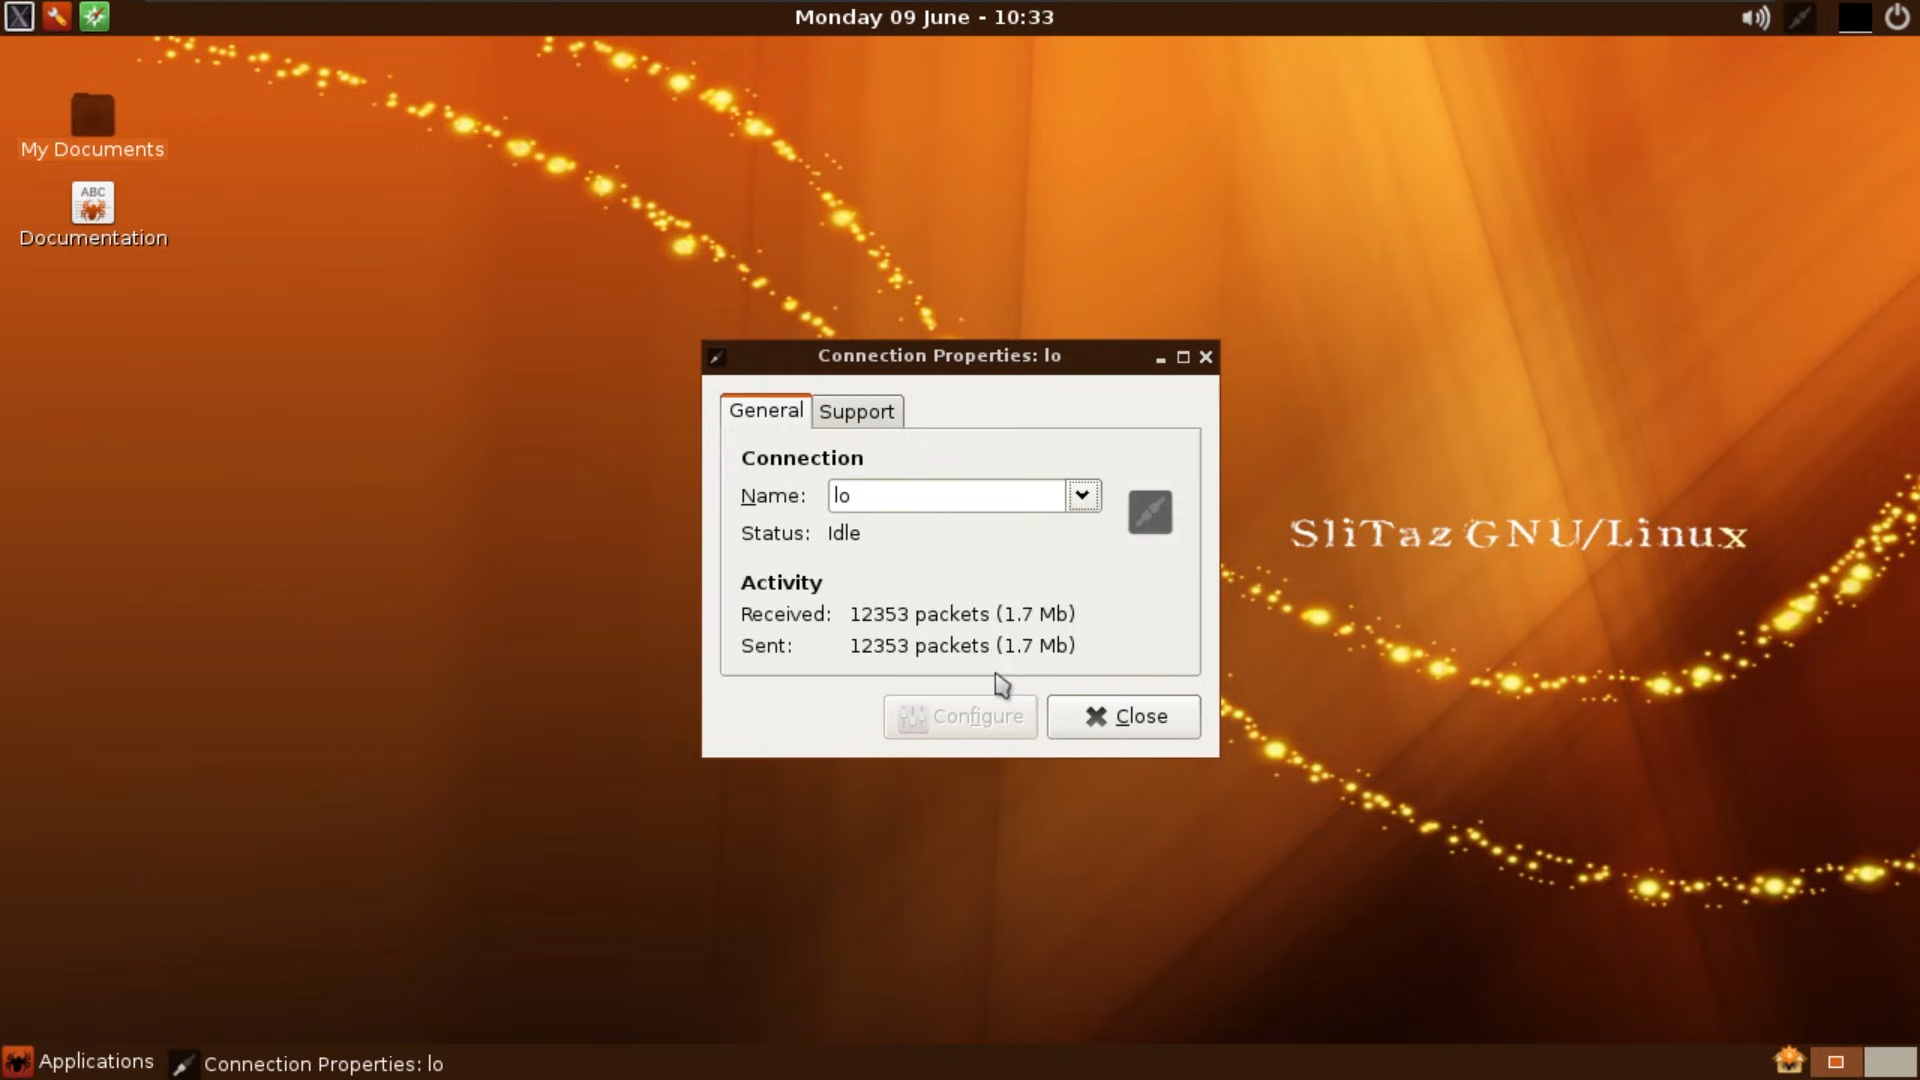 Monday 09 June - 10:33
My Documents
ABC
Documentation
Connection Properties: lo
General
Support
Connection
Name: lo
Status: Idle
Activity
Received: 12353 packets (1.7 Mb)
Sent: 12353 packets (1.7 Mb)
Configure
Close
SliTaz GNU/Linux
Applications
Connection Properties: lo